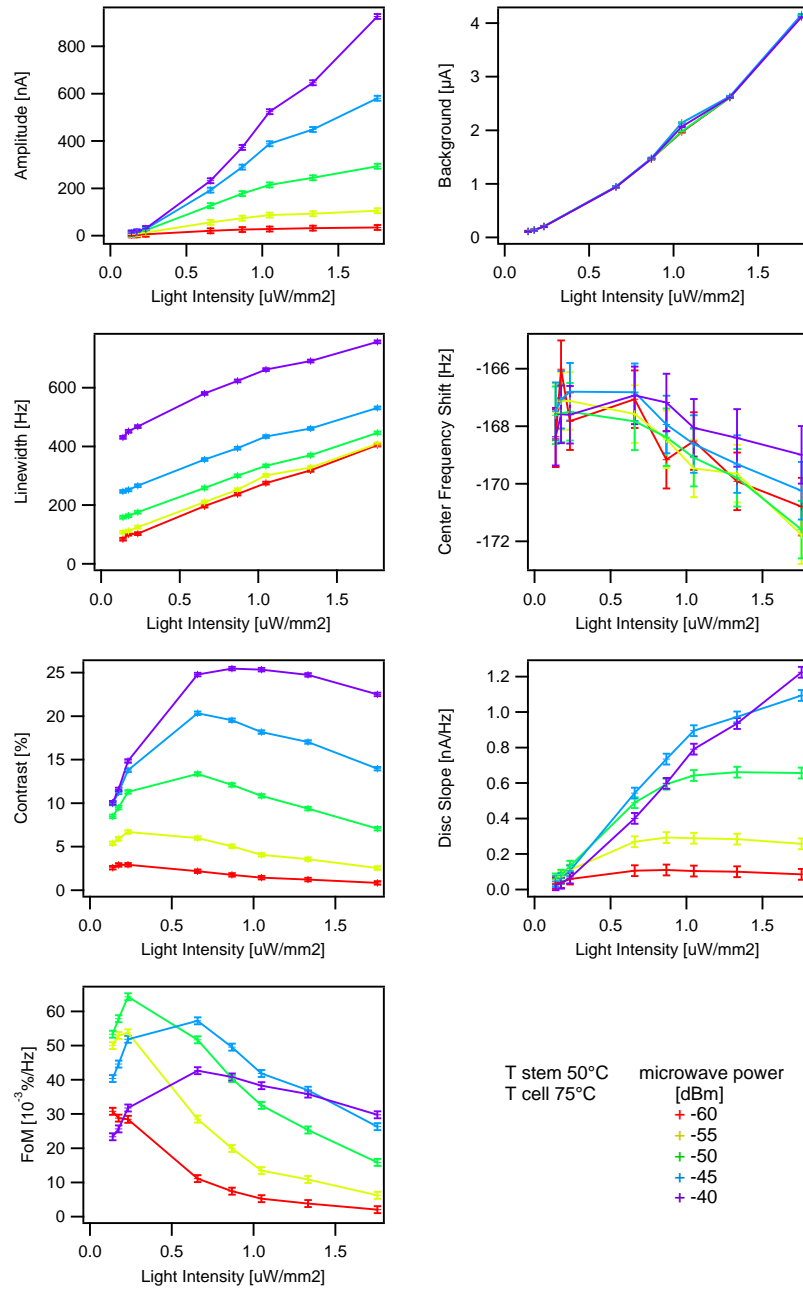 800
600
400
200
0
Amplitude [nA]
0.0 0.5 1.0 1.5
Light Intensity [uW/mm2]
4
3
2
1
0
Background [µA]
0.0 0.5 1.0 1.5
Light Intensity [uW/mm2]
600
400
200
0
Linewidth [Hz]
0.0 0.5 1.0 1.5
Light Intensity [uW/mm2]
-166
-168
-170
-172
Center Frequency Shift [Hz]
0.0 0.5 1.0 1.5
Light Intensity [uW/mm2]
25
20
15
10
5
0
Contrast [%]
0.0 0.5 1.0 1.5
Light Intensity [uW/mm2]
1.2
1.0
0.8
0.6
0.4
0.2
0.0
Disc Slope [nA/Hz]
0.0 0.5 1.0 1.5
Light Intensity [uW/mm2]
60
50
40
30
20
10
0
FoM [10⁻³%/Hz]
0.0 0.5 1.0 1.5
Light Intensity [uW/mm2]
T stem 50°C
T cell 75°C
microwave power
[dBm]
-60
-55
-50
-45
-40